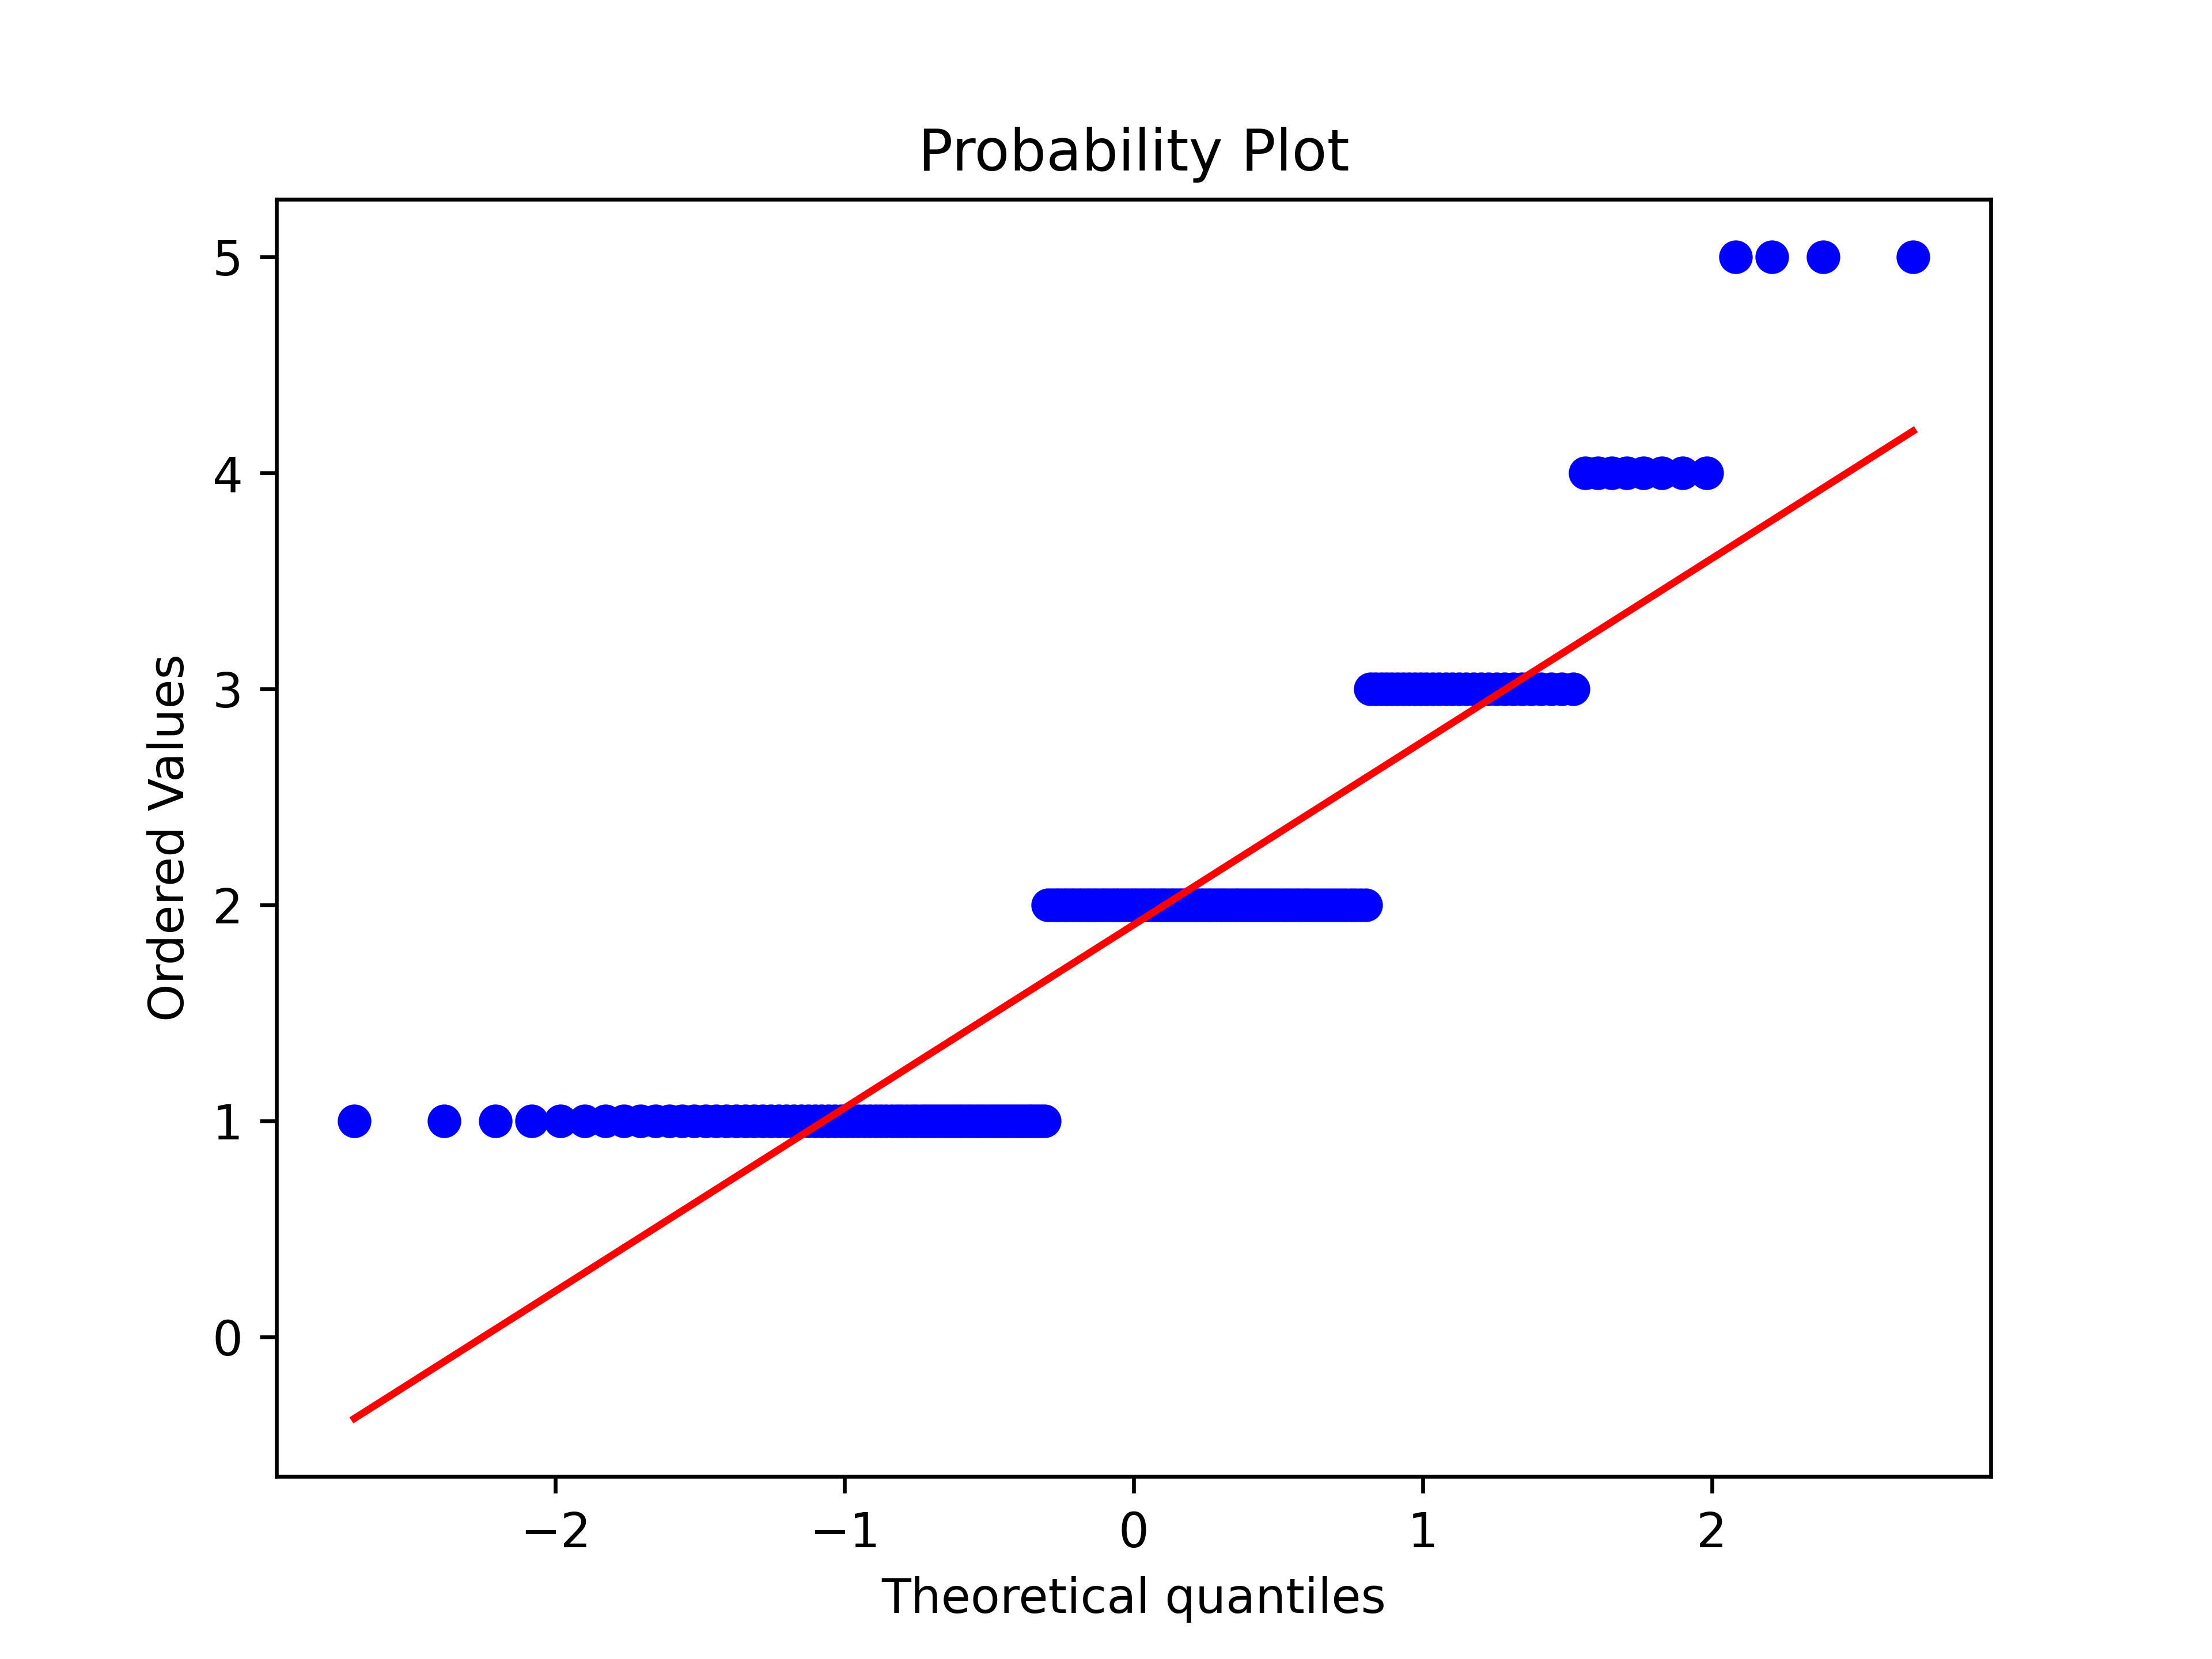 Probability Plot
5
4
3
2
1
0
Ordered Values
−2 −1 0 1 2
Theoretical quantiles